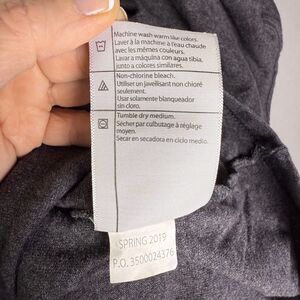 Machine wash warm like colors.
Laver à la machine à l'eau chaude
avec les mêmes couleurs.
Lavar a máquina con agua tibia,
junto a colores similares.
Non-chlorine bleach.
Utiliser un javellisant non chloré
seulement.
Usar solamente blanqueador
sin cloro.
Tumble dry medium.
Sécher par culbutage à réglage
moyen.
Secar en secadora en ciclo medio.
SPRING 2019
P.O. 3500024376